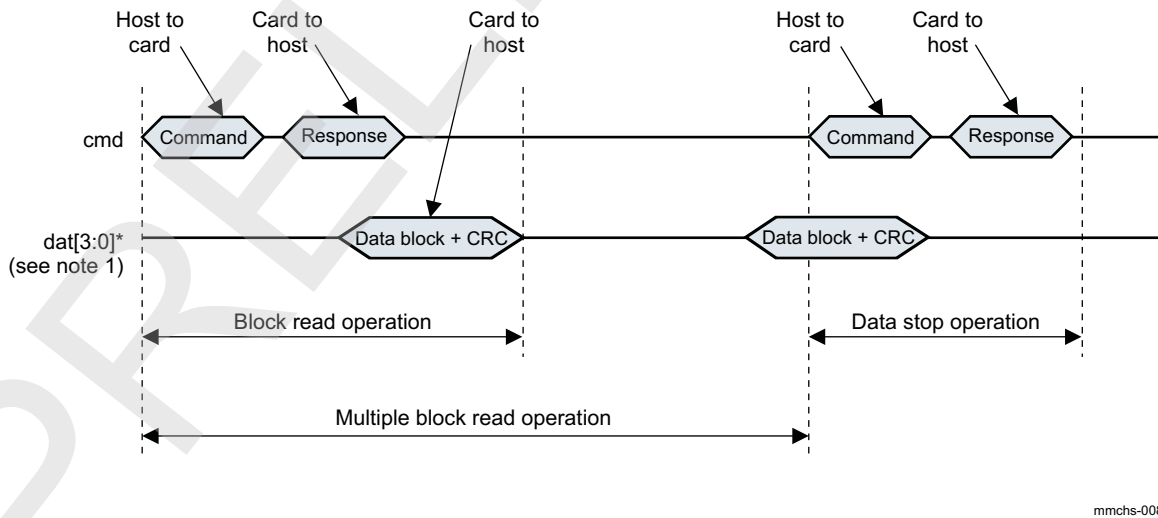 Host to
card
Card to
host
Card to
host
Host to
card
Card to
host
cmd
Command
Response
Command
Response
dat[3:0]*
(see note 1)
Data block + CRC
Data block + CRC
Block read operation
Data stop operation
Multiple block read operation
mmchs-008